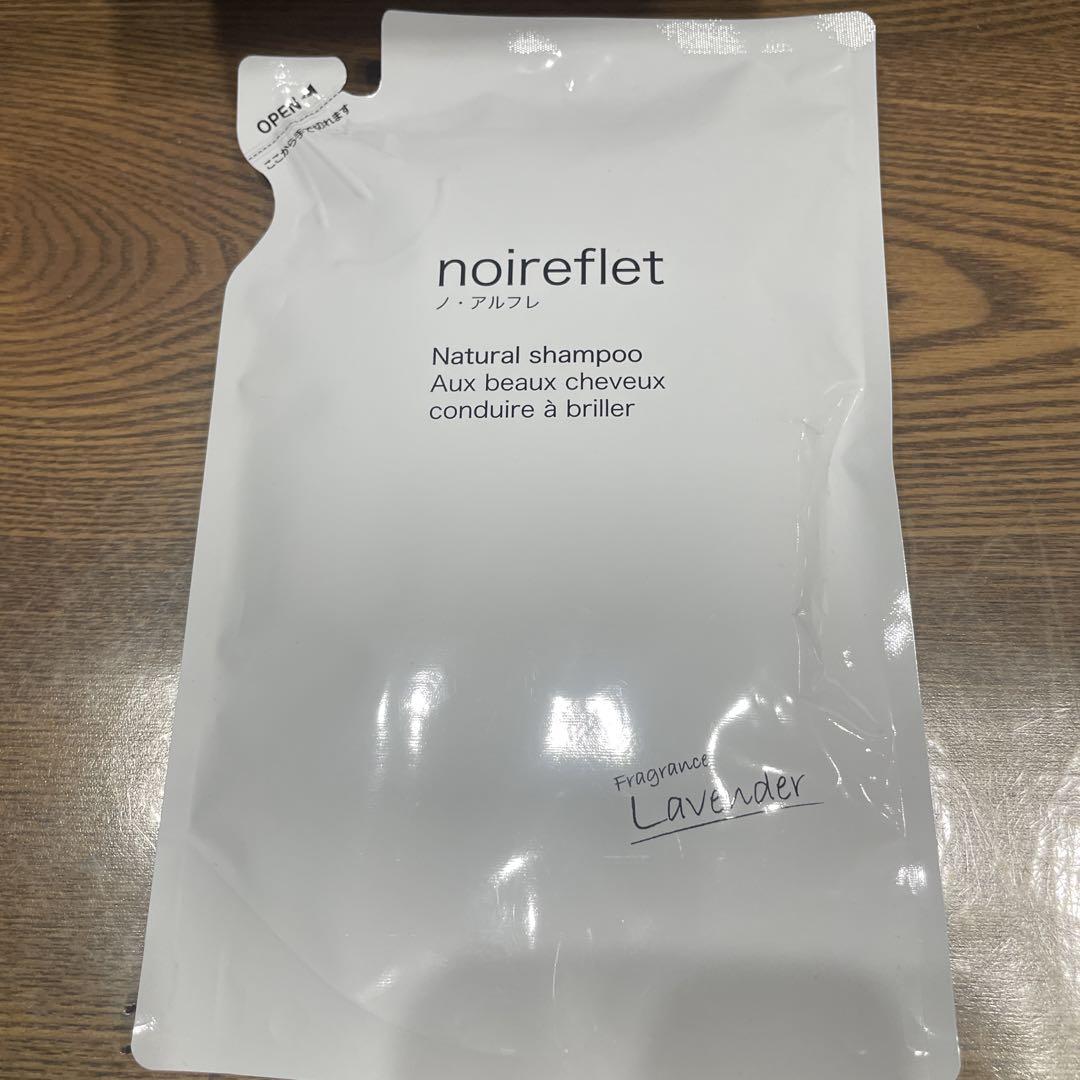 OPEN
ここから手で切れます
noireflet
ノ・アルフレ
Natural shampoo
Aux beaux cheveux
conduire à briller
Fragrance
Lavender